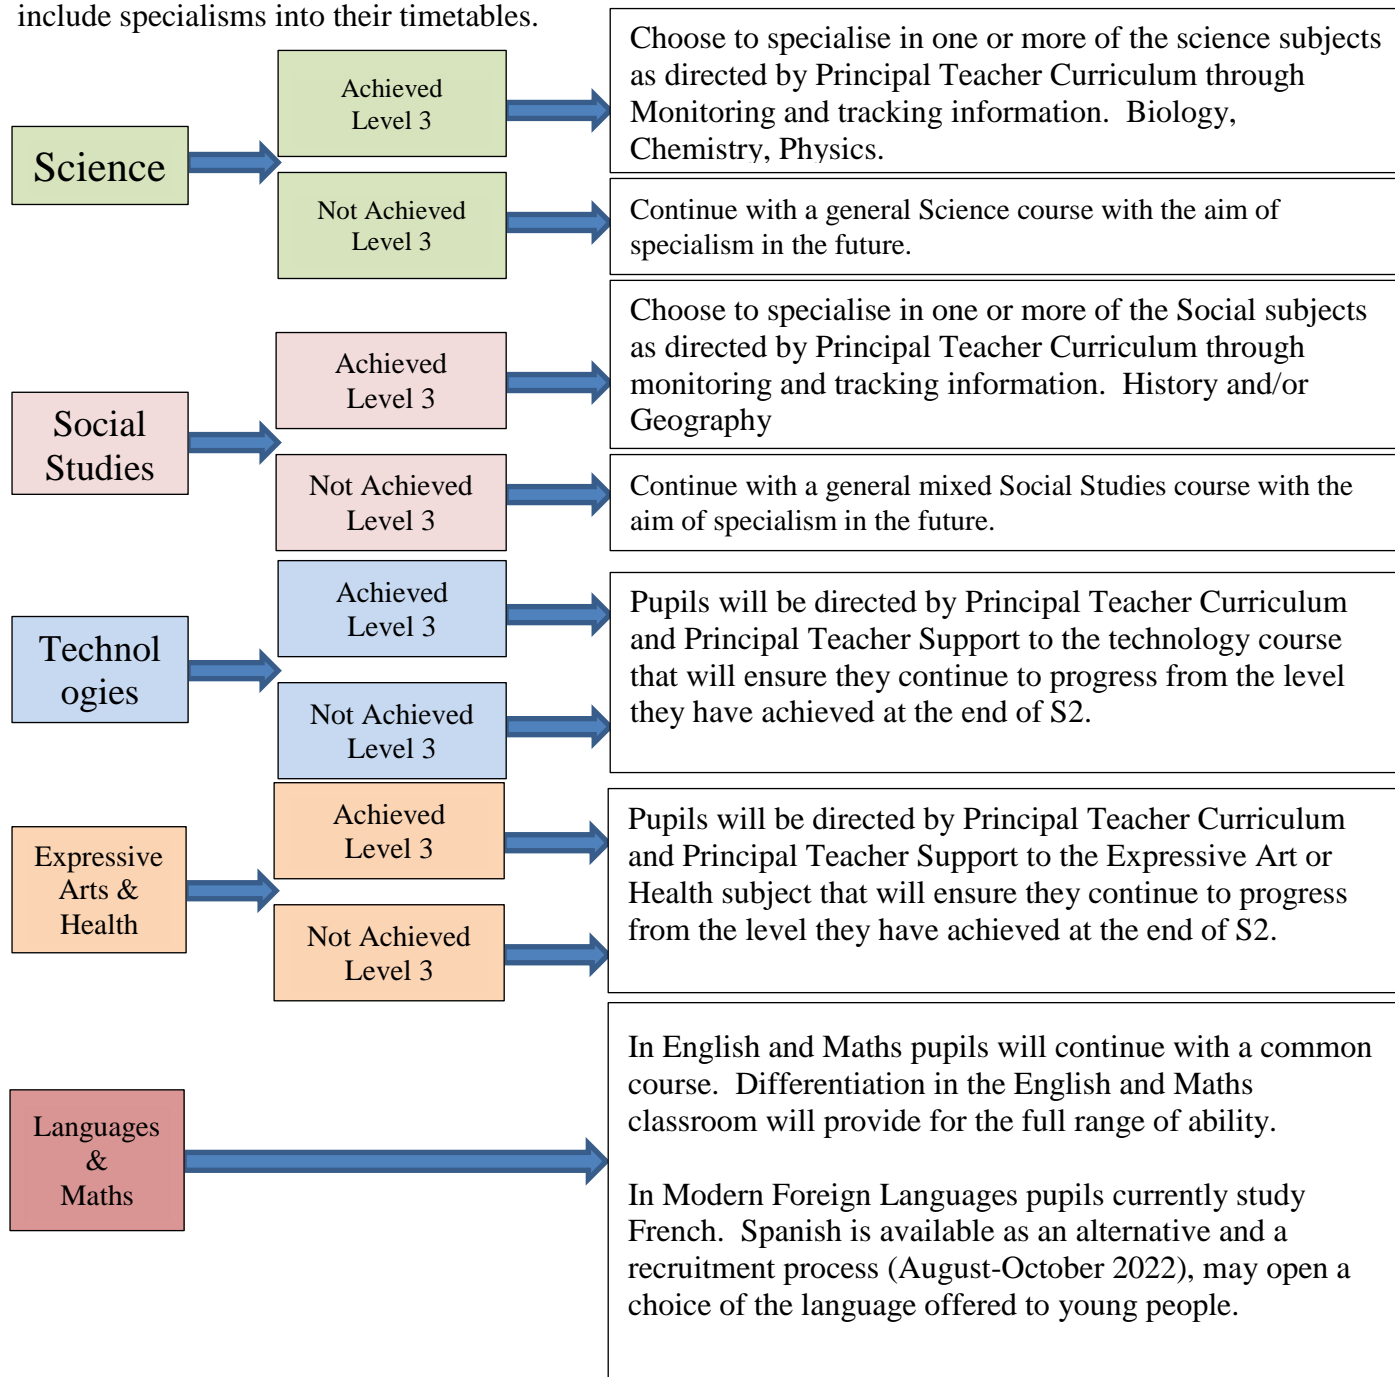 include specialisms into their timetables.
Science
Achieved
Level 3
Choose to specialise in one or more of the science subjects
as directed by Principal Teacher Curriculum through
Monitoring and tracking information.  Biology,
Chemistry, Physics.
Not Achieved
Level 3
Continue with a general Science course with the aim of
specialism in the future.
Social
Studies
Achieved
Level 3
Choose to specialise in one or more of the Social subjects
as directed by Principal Teacher Curriculum through
monitoring and tracking information.  History and/or
Geography
Not Achieved
Level 3
Continue with a general mixed Social Studies course with the
aim of specialism in the future.
Technol
ogies
Achieved
Level 3
Not Achieved
Level 3
Pupils will be directed by Principal Teacher Curriculum
and Principal Teacher Support to the technology course
that will ensure they continue to progress from the level
they have achieved at the end of S2.
Expressive
Arts &
Health
Achieved
Level 3
Not Achieved
Level 3
Pupils will be directed by Principal Teacher Curriculum
and Principal Teacher Support to the Expressive Art or
Health subject that will ensure they continue to progress
from the level they have achieved at the end of S2.
Languages
&
Maths
In English and Maths pupils will continue with a common
course.  Differentiation in the English and Maths
classroom will provide for the full range of ability.
In Modern Foreign Languages pupils currently study
French.  Spanish is available as an alternative and a
recruitment process (August-October 2022), may open a
choice of the language offered to young people.